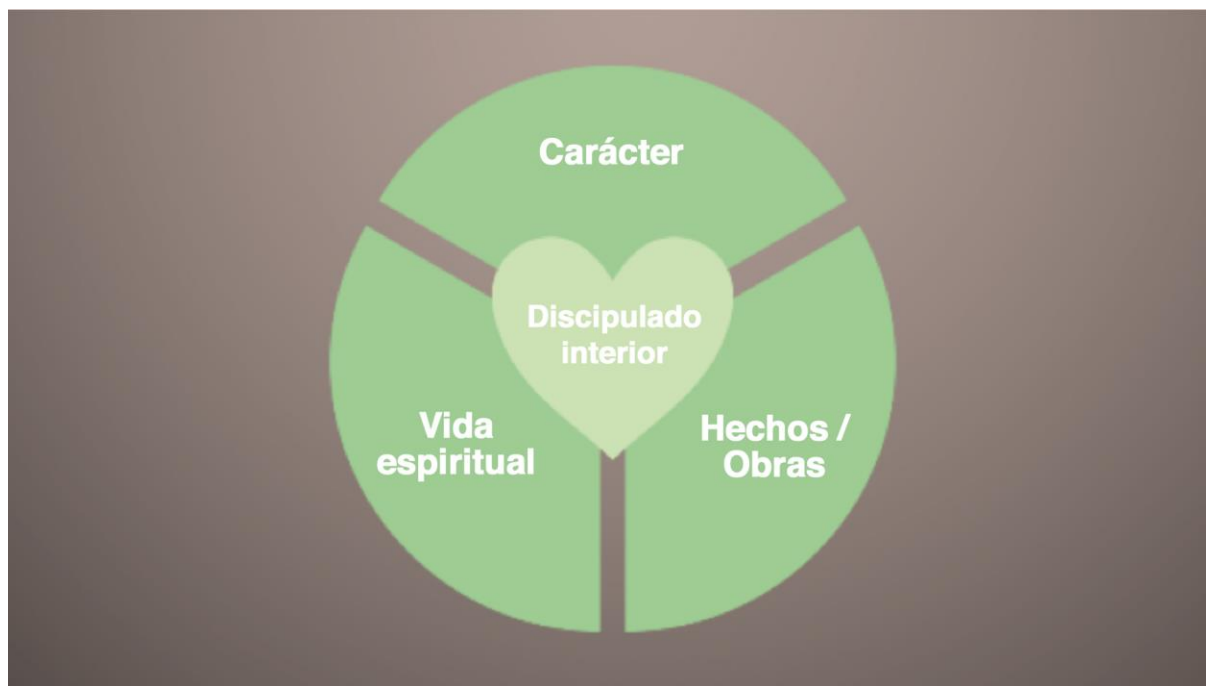 Carácter
Discipulado
interior
Vida
espiritual
Hechos /
Obras